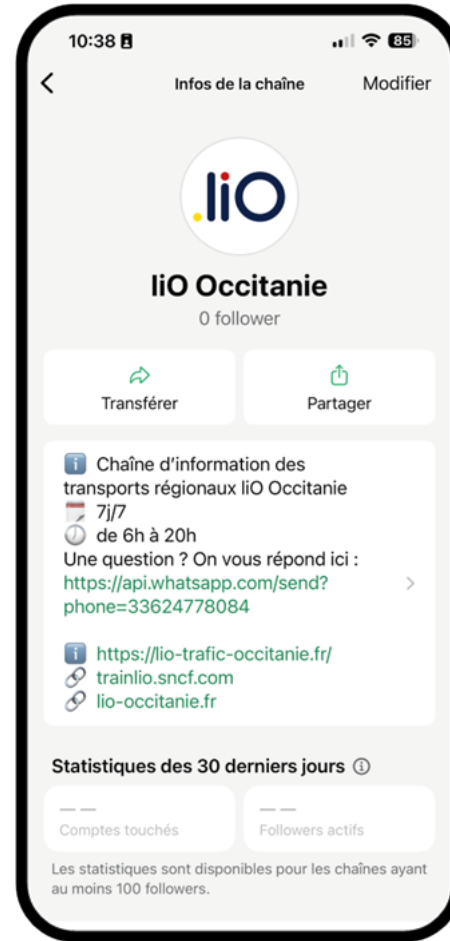 10:38
85
Infos de la chaîne
Modifier
.liO
liO Occitanie
0 follower
Transférer
Partager
Chaîne d'information des
transports régionaux liO Occitanie
7j/7
de 6h à 20h
Une question ? On vous répond ici :
https://api.whatsapp.com/send?
phone=33624778084
https://lio-trafic-occitanie.fr/
trainlio.sncf.com
lio-occitanie.fr
Statistiques des 30 derniers jours
— —
— —
Comptes touchés
Followers actifs
Les statistiques sont disponibles pour les chaînes ayant
au moins 100 followers.